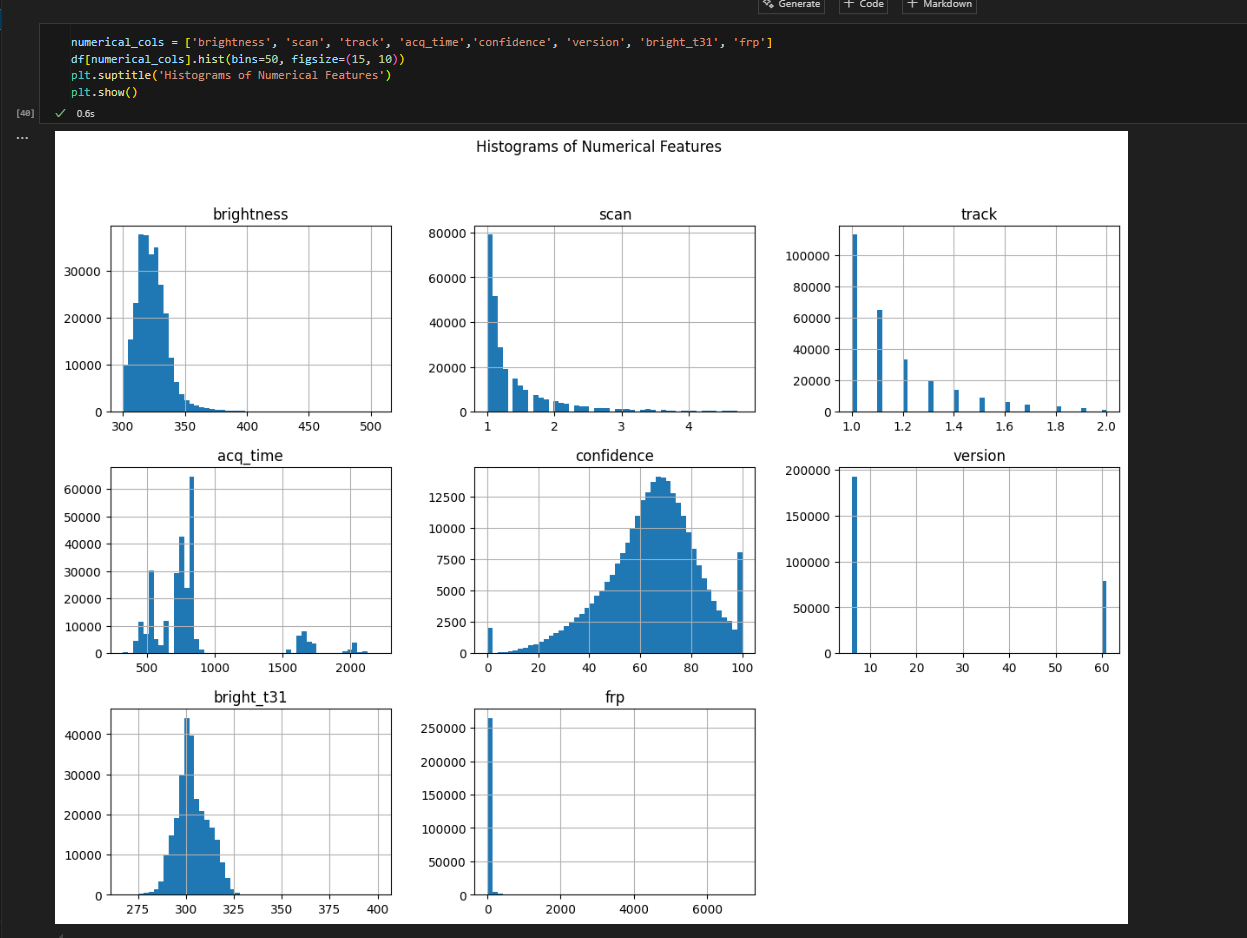 Generate + Code + Markdown
numerical_cols = ['brightness', 'scan', 'track', 'acq_time','confidence', 'version', 'bright_t31', 'frp']
df[numerical_cols].hist(bins=50, figsize=(15, 10))
plt.suptitle('Histograms of Numerical Features')
plt.show()
[40] ✓ 0.6s
...
Histograms of Numerical Features
brightness
30000
20000
10000
0
300 350 400 450 500
scan
80000
60000
40000
20000
0
1 2 3 4
track
100000
80000
60000
40000
20000
0
1.0 1.2 1.4 1.6 1.8 2.0
acq_time
60000
50000
40000
30000
20000
10000
0
500 1000 1500 2000
confidence
12500
10000
7500
5000
2500
0
0 20 40 60 80 100
version
200000
150000
100000
50000
0
10 20 30 40 50 60
bright_t31
40000
30000
20000
10000
0
275 300 325 350 375 400
frp
250000
200000
150000
100000
50000
0
0 2000 4000 6000